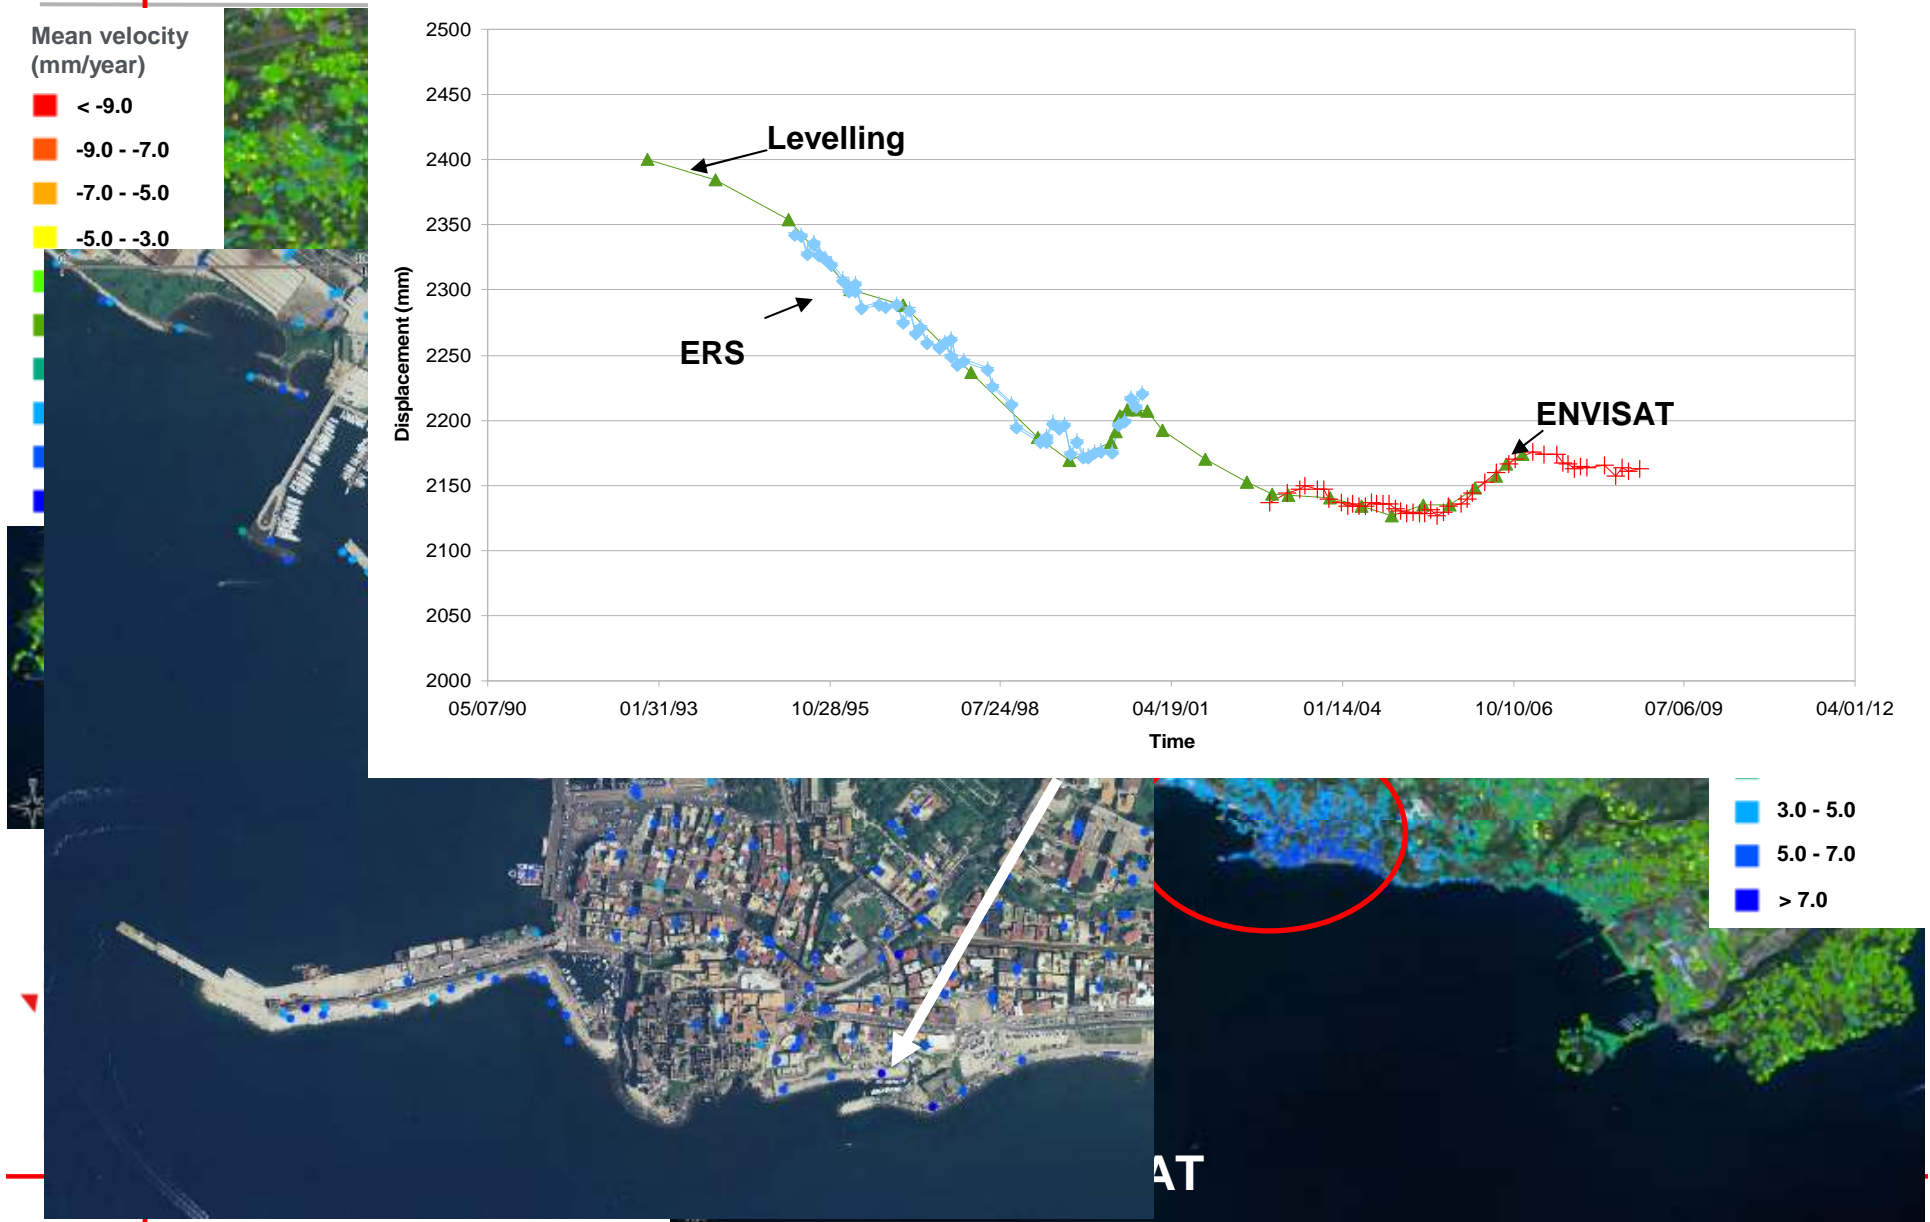 Mean velocity
(mm/year)
< -9.0
-9.0 - -7.0
-7.0 - -5.0
-5.0 - -3.0
2500
2450
2400
2350
2300
2250
2200
2150
2100
2050
2000
Displacement (mm)
Levelling
ERS
ENVISAT
05/07/90
01/31/93
10/28/95
07/24/98
04/19/01
01/14/04
10/10/06
07/06/09
04/01/12
Time
3.0 - 5.0
5.0 - 7.0
> 7.0
AT